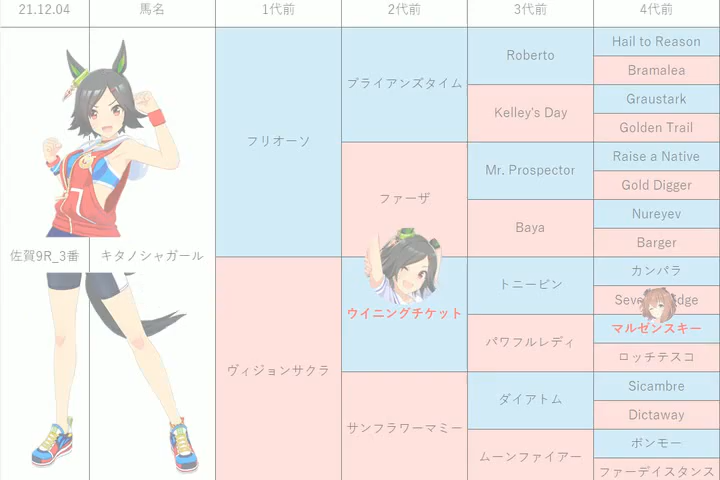 21.12.04 馬名 1代前 2代前 3代前 4代前
佐賀9R_3番 キタノシャガール
フリオーソ
ヴィジョンサクラ
ブライアンズタイム
ファーザ
ウイニングチケット
サンフラワーマミー
Roberto
Kelley's Day
Mr. Prospector
Baya
トニービン
パワフルレディ
ダイアトム
ムーンファイアー
Hail to Reason
Bramalea
Graustark
Golden Trail
Raise a Native
Gold Digger
Nureyev
Barger
カンパラ
マルゼンスキー
ロッチテスコ
Sicambre
Dictaway
ボンモー
ファーディスタンス